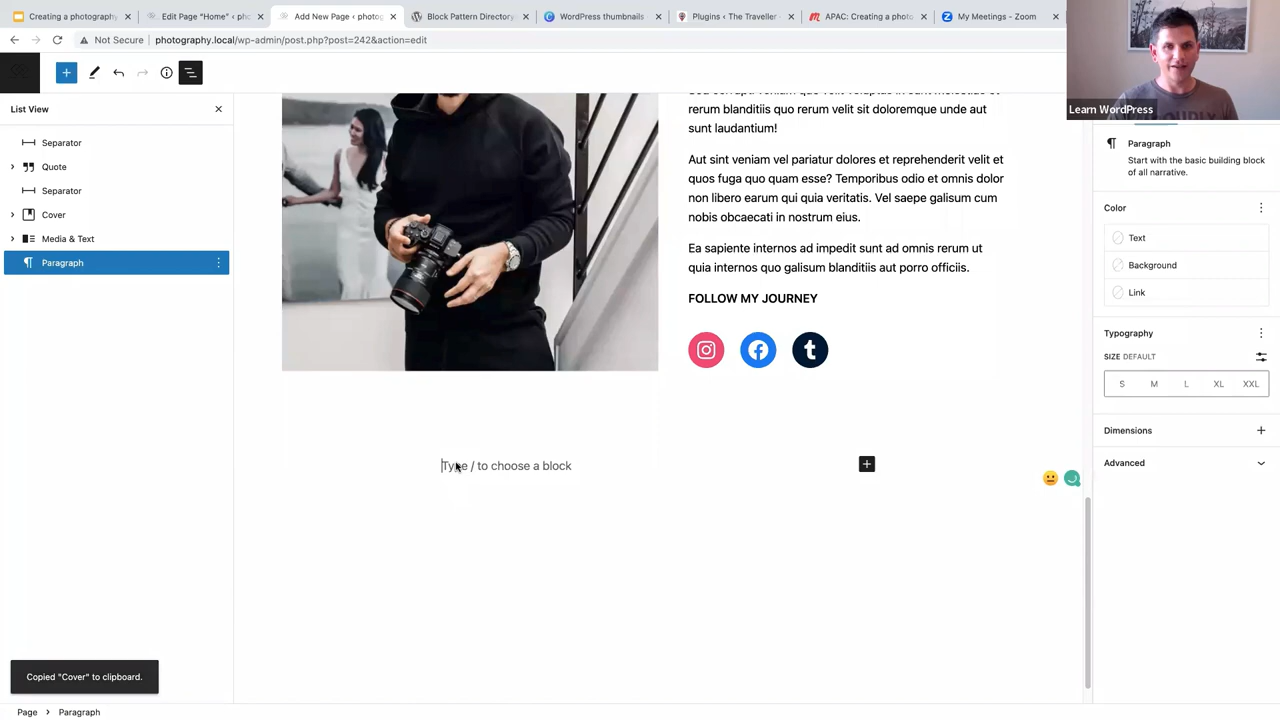 Creating a photography
Edit Page "Home" ‹ pho
Add New Page ‹ photog
Block Pattern Directory
WordPress thumbnails
Plugins ‹ The Traveller
APAC: Creating a photo
My Meetings - Zoom
Not Secure
photography.local/wp-admin/post.php?post=242&action=edit
Learn WordPress
List View
Separator
Quote
Separator
Cover
Media & Text
Paragraph
rerum blanditiis quo rerum velit sit doloremque unde aut
sunt laudantium!
Aut sint veniam vel pariatur dolores et reprehenderit velit et
quos fuga quo quam esse? Temporibus odio et omnis dolor
non libero earum qui quia veritatis. Vel saepe galisum cum
nobis obcaecati in nostrum eius.
Ea sapiente internos ad impedit sunt ad omnis rerum ut
quia internos quo galisum blanditiis aut porro officiis.
FOLLOW MY JOURNEY
Type / to choose a block
Paragraph
Start with the basic building block
of all narrative.
Color
Text
Background
Link
Typography
SIZE DEFAULT
S M L XL XXL
Dimensions
Advanced
Copied "Cover" to clipboard.
Page > Paragraph